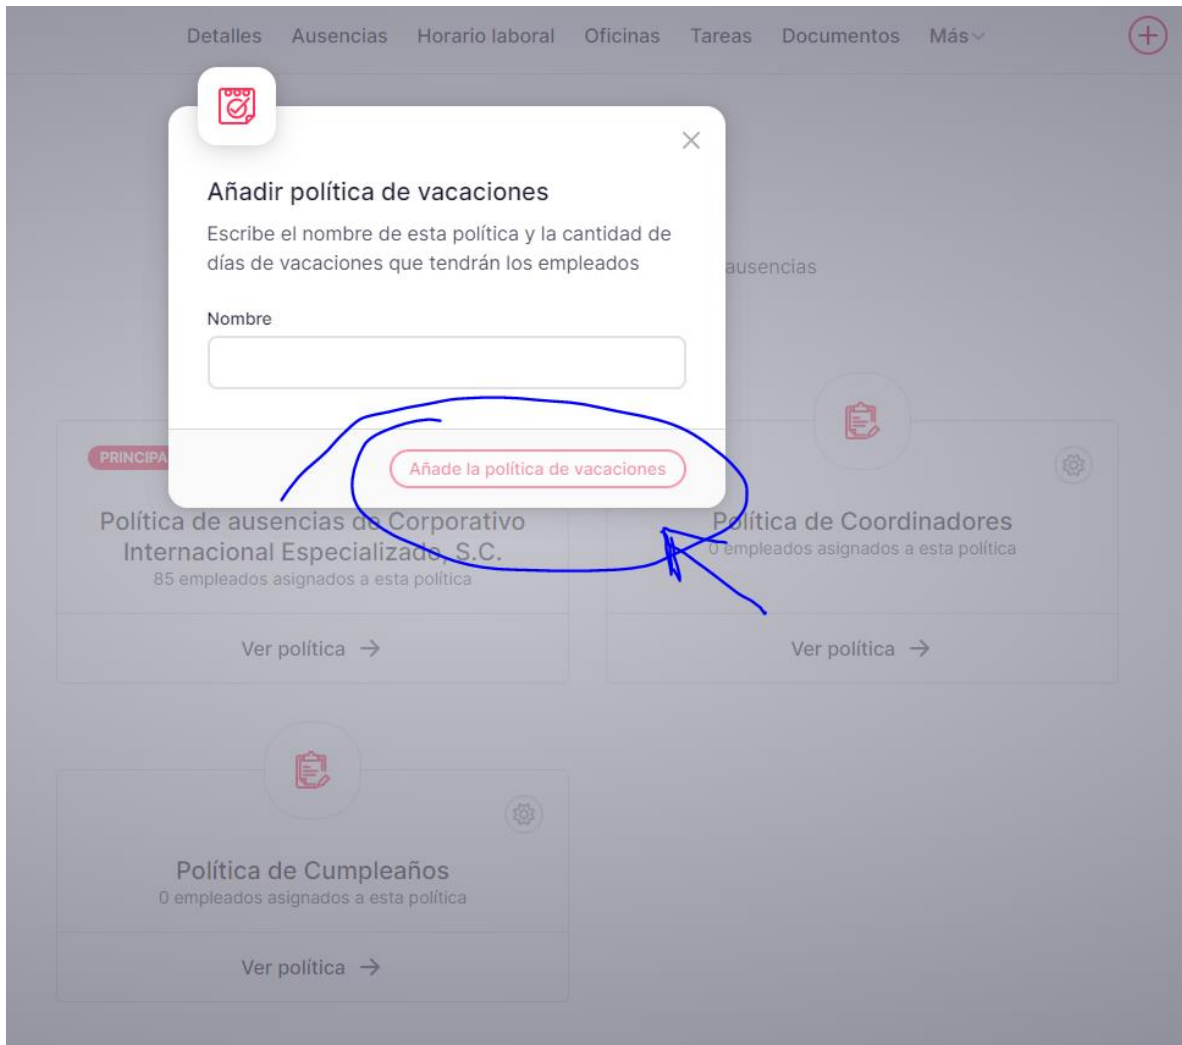 Detalles Ausencias Horario laboral Oficinas Tareas Documentos Más
Añadir política de vacaciones
Escribe el nombre de esta política y la cantidad de
días de vacaciones que tendrán los empleados
ausencias
Nombre
Añade la política de vacaciones
PRINCIPA
Política de ausencias de Corporativo
Internacional Especializado, S.C.
85 empleados asignados a esta política
Ver política
Política de Coordinadores
0 empleados asignados a esta política
Ver política
Política de Cumpleaños
0 empleados asignados a esta política
Ver política